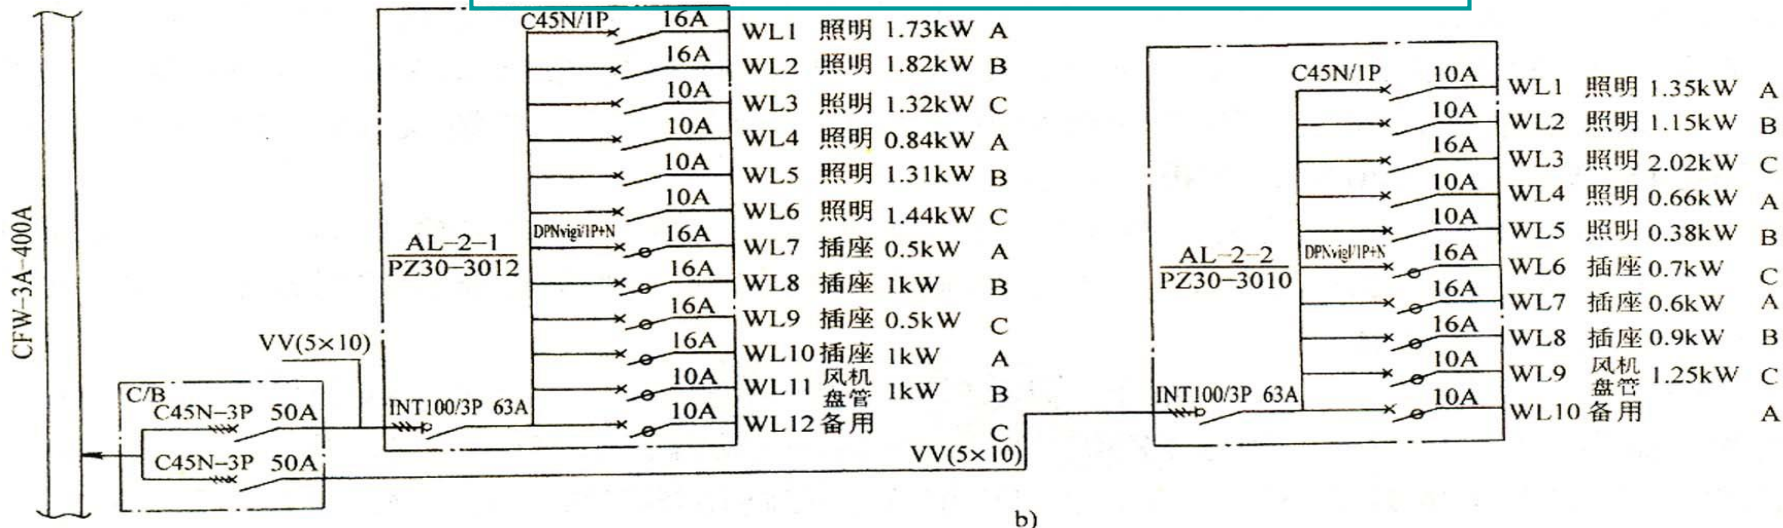 CFW-3A-400A
C/B
C45N-3P 50A
C45N-3P 50A
VV(5×10)
VV(5×10)
AL-2-1
PZ30-3012
INT100/3P 63A
C45N/1P
DPNvigi/1P+N
16A WL1 照明 1.73kW A
16A WL2 照明 1.82kW B
10A WL3 照明 1.32kW C
10A WL4 照明 0.84kW A
10A WL5 照明 1.31kW B
10A WL6 照明 1.44kW C
16A WL7 插座 0.5kW A
16A WL8 插座 1kW B
16A WL9 插座 0.5kW C
16A WL10 插座 1kW A
10A WL11 风机盘管 1kW B
10A WL12 备用 C
AL-2-2
PZ30-3010
INT100/3P 63A
C45N/1P
DPNvigi/1P+N
10A WL1 照明 1.35kW A
10A WL2 照明 1.15kW B
16A WL3 照明 2.02kW C
10A WL4 照明 0.66kW A
10A WL5 照明 0.38kW B
16A WL6 插座 0.7kW C
16A WL7 插座 0.6kW A
16A WL8 插座 0.9kW B
10A WL9 风机盘管 1.25kW C
10A WL10 备用 A
b)